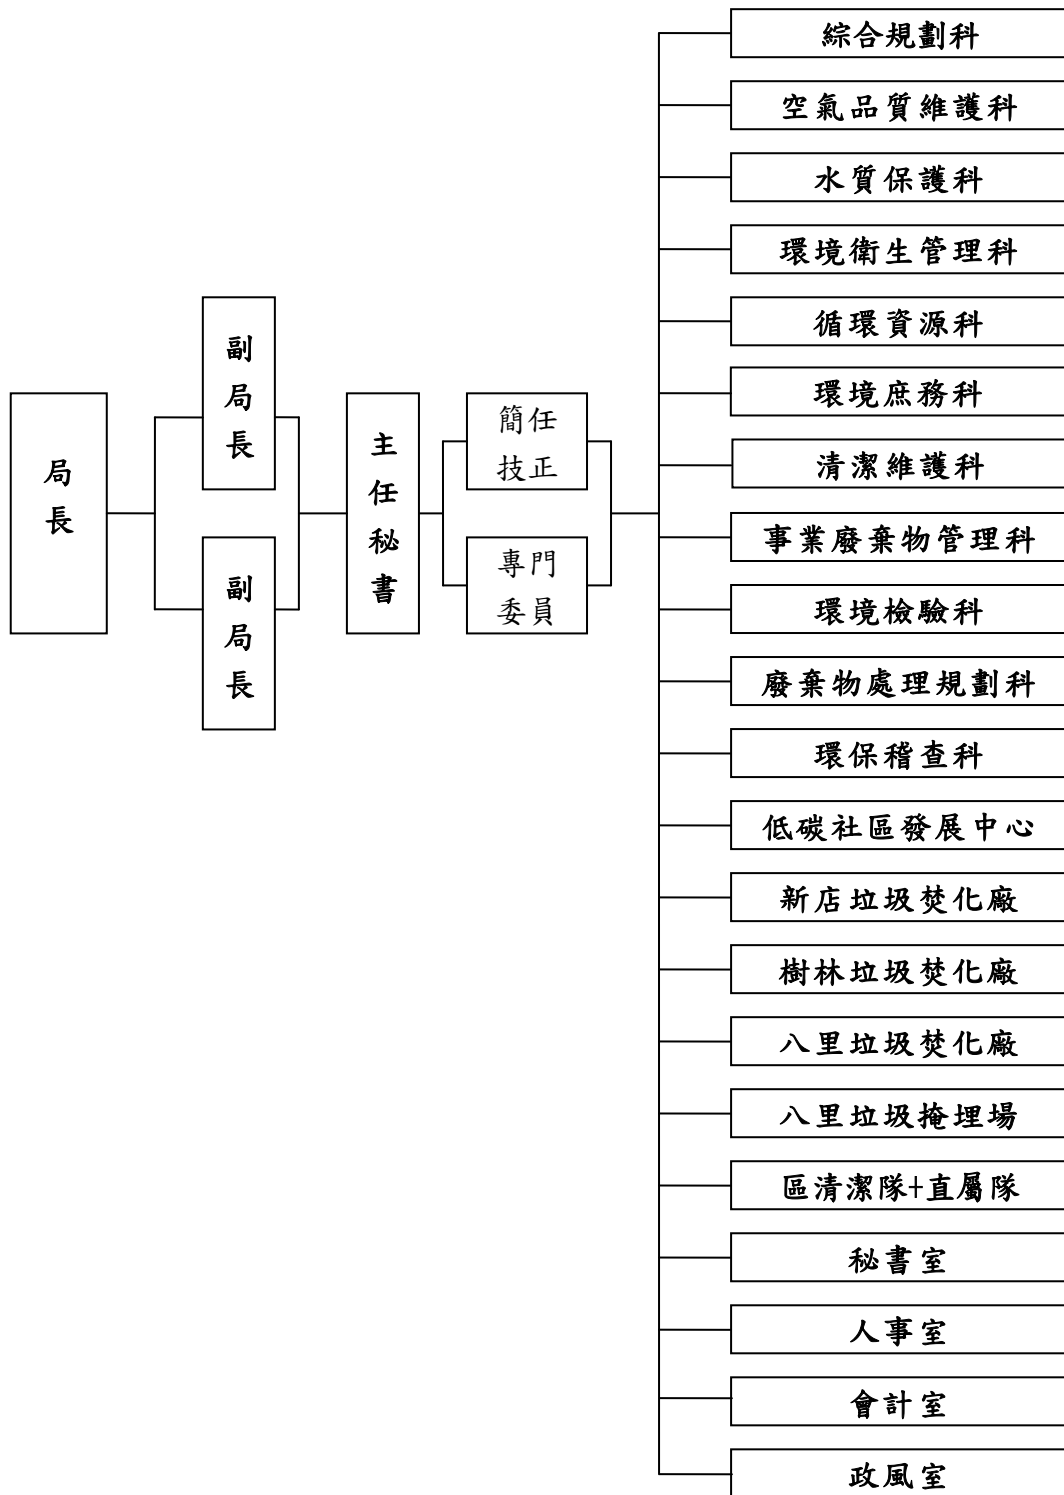 局
長
副
局
長
副
局
長
主
任
秘
書
簡任
技正
專門
委員
綜合規劃科
空氣品質維護科
水質保護科
環境衛生管理科
循環資源科
環境庶務科
清潔維護科
事業廢棄物管理科
環境檢驗科
廢棄物處理規劃科
環保稽查科
低碳社區發展中心
新店垃圾焚化廠
樹林垃圾焚化廠
八里垃圾焚化廠
八里垃圾掩埋場
區清潔隊+直屬隊
秘書室
人事室
會計室
政風室